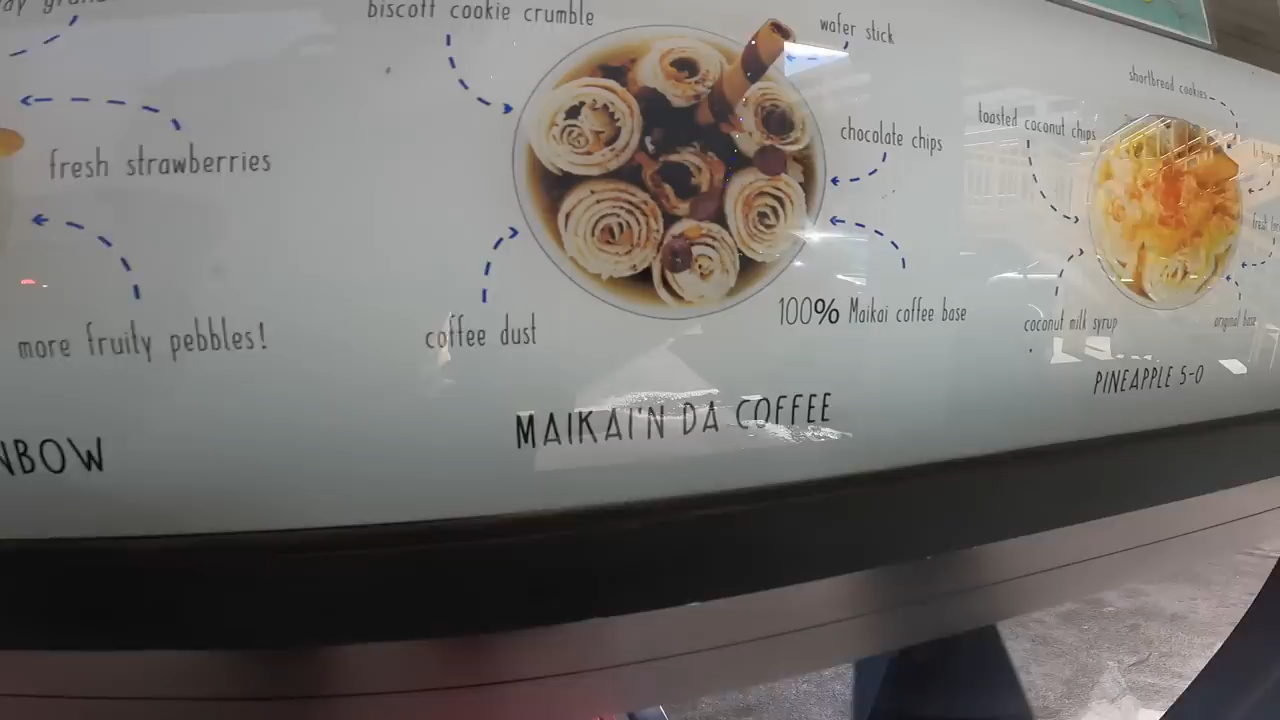 fresh strawberries
more fruity pebbles!
NBOW
biscoff cookie crumble
wafer stick
chocolate chips
coffee dust
100% Maikai coffee base
MAIKAI'N DA COFFEE
shortbread cookies
toasted coconut chips
coconut milk syrup
original base
PINEAPPLE 5-0